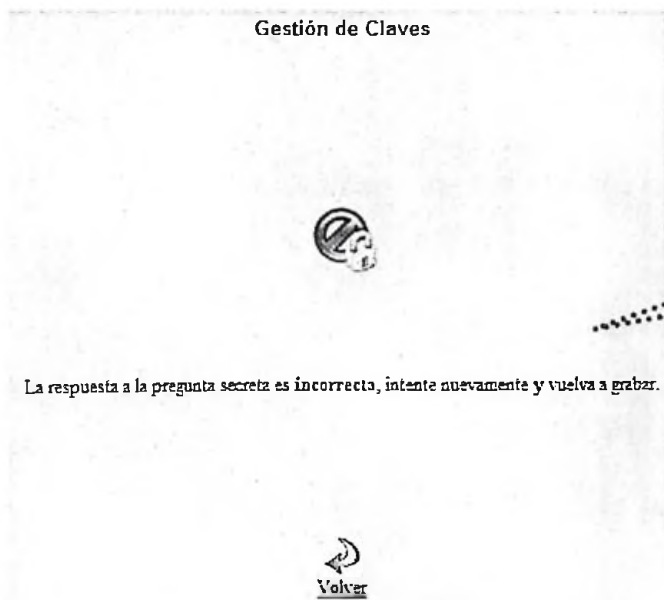 Gestión de Claves
La respuesta a la pregunta secreta es incorrecta, intente nuevamente y vuelva a grabar.
Volver